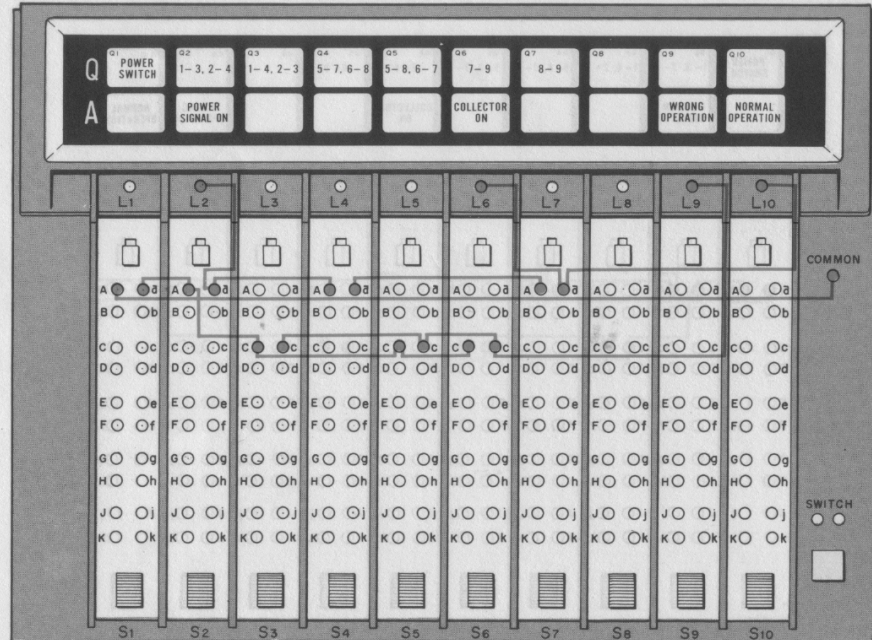 Q Q1 Q2 Q3 Q4 Q5 Q6 Q7 Q8 Q9 Q10
POWER SWITCH 1-3, 2-4 1-4, 2-3 5-7, 6-8 5-8, 6-7 7-9 8-9
A POWER SIGNAL ON COLLECTOR ON WRONG OPERATION NORMAL OPERATION
L1 L2 L3 L4 L5 L6 L7 L8 L9 L10
COMMON
A a A a A a A a A a A a A a A a A a A a
B b B b B b B b B b B b B b B b B b B b
C c C c C c C c C c C c C c C c C c C c
D d D d D d D d D d D d D d D d D d D d
E e E e E e E e E e E e E e E e E e E e
F f F f F f F f F f F f F f F f F f F f
G g G g G g G g G g G g G g G g G g G g
H h H h H h H h H h H h H h H h H h H h
SWITCH
J j J j J j J j J j J j J j J j J j J j
K k K k K k K k K k K k K k K k K k K k
S1 S2 S3 S4 S5 S6 S7 S8 S9 S10